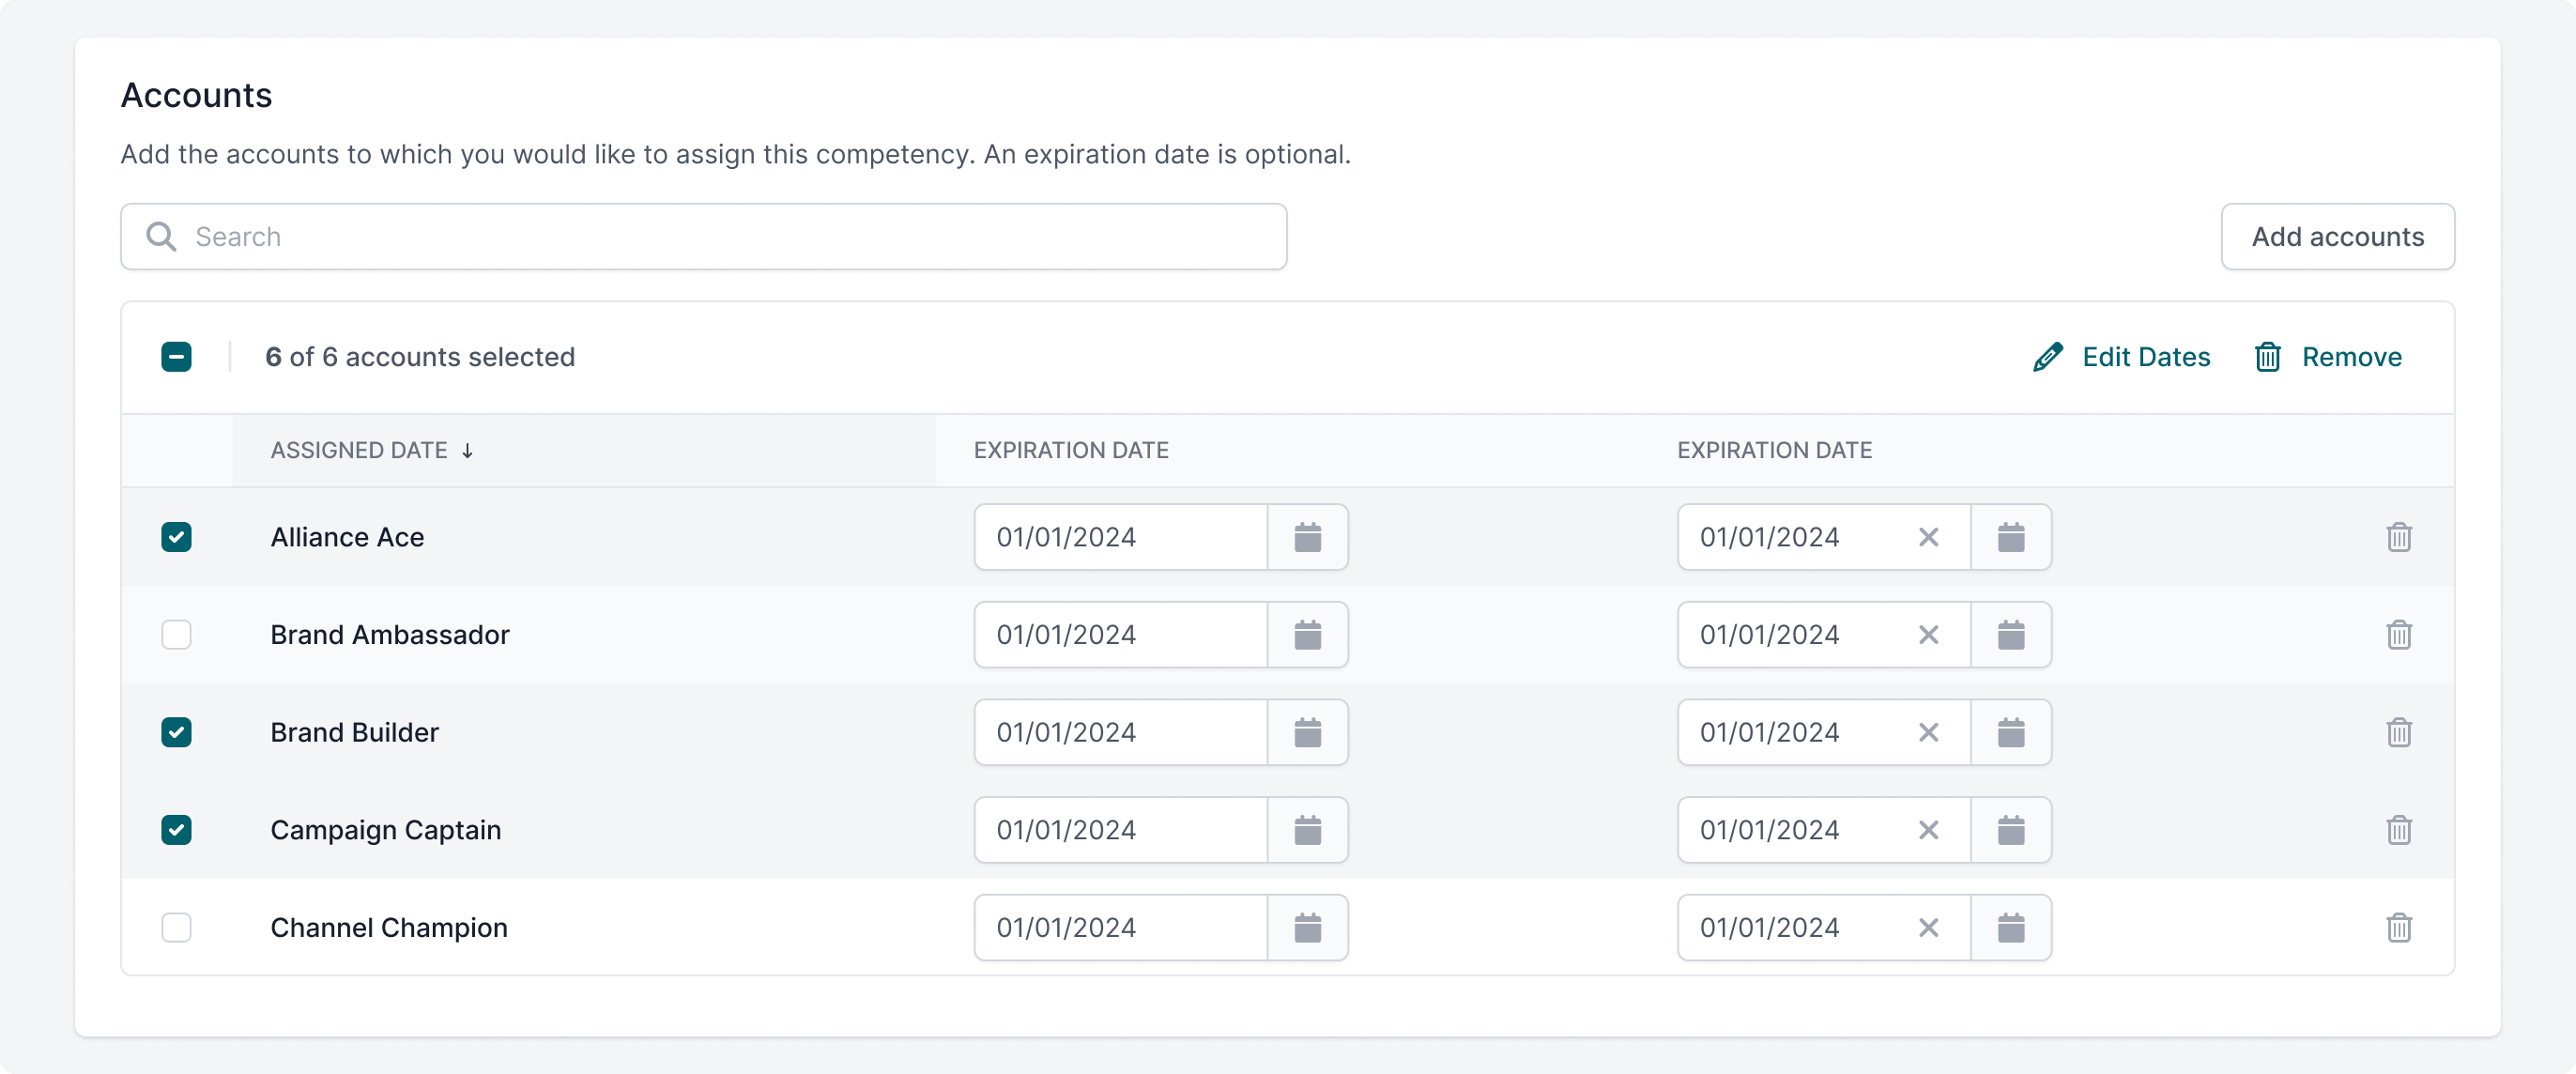 Accounts
Add the accounts to which you would like to assign this competency. An expiration date is optional.
Search
Add accounts
6 of 6 accounts selected
Edit Dates
Remove
ASSIGNED DATE ↓
EXPIRATION DATE
EXPIRATION DATE
Alliance Ace
01/01/2024
01/01/2024
Brand Ambassador
01/01/2024
01/01/2024
Brand Builder
01/01/2024
01/01/2024
Campaign Captain
01/01/2024
01/01/2024
Channel Champion
01/01/2024
01/01/2024